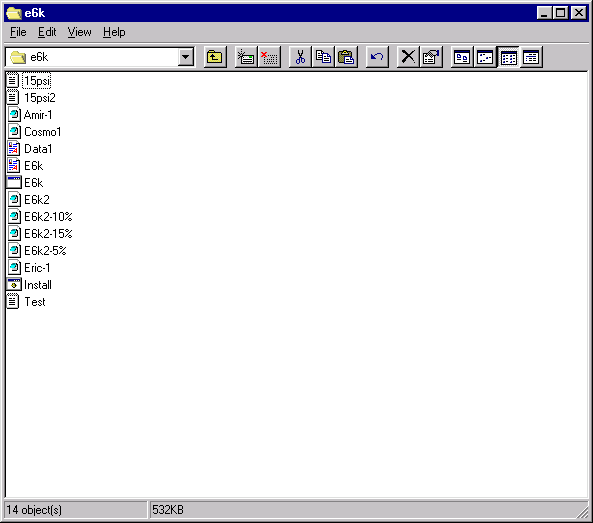 e6k
File Edit View Help
e6k
15psi
15psi2
Amir-1
Cosmo1
Data1
E6k
E6k
E6k2
E6k2-10%
E6k2-15%
E6k2-5%
Eric-1
Install
Test
14 object(s) 532KB